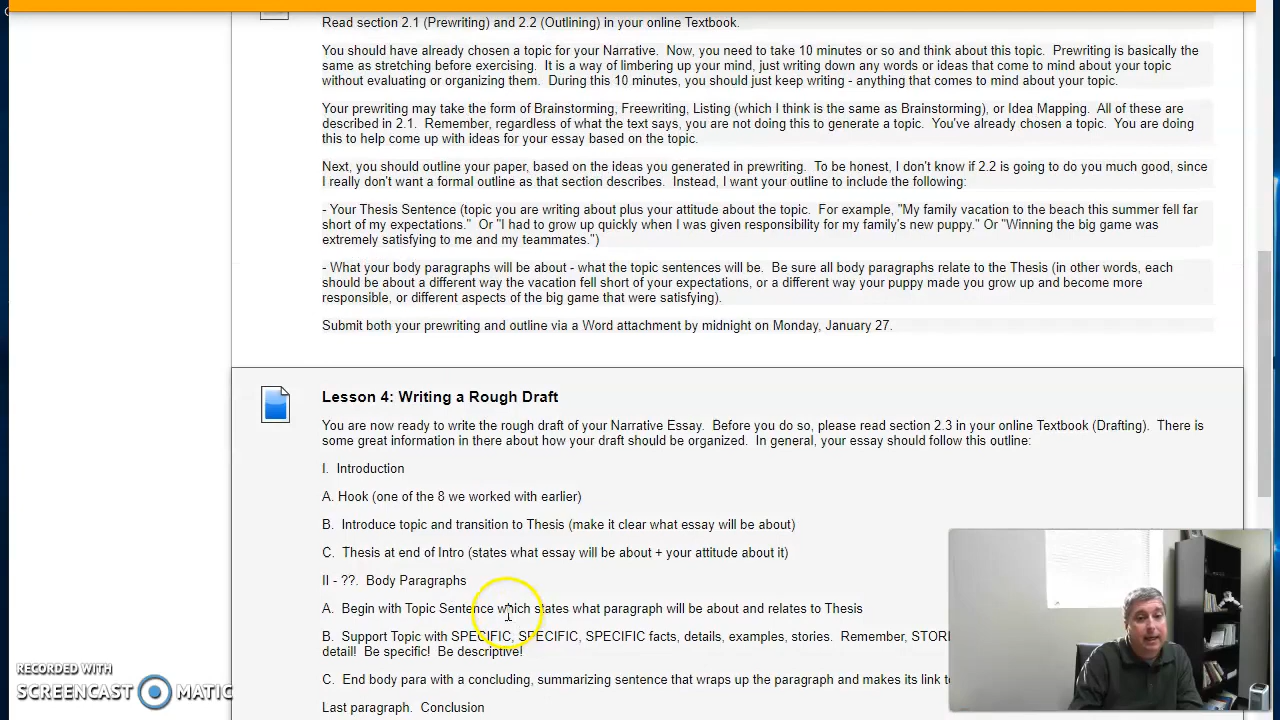 Read section 2.1 (Prewriting) and 2.2 (Outlining) in your online Textbook.
You should have already chosen a topic for your Narrative.  Now, you need to take 10 minutes or so and think about this topic.  Prewriting is basically the
same as stretching before exercising.  It is a way of limbering up your mind, just writing down any words or ideas that come to mind about your topic
without evaluating or organizing them.  During this 10 minutes, you should just keep writing - anything that comes to mind about your topic.
Your prewriting may take the form of Brainstorming, Freewriting, Listing (which I think is the same as Brainstorming), or Idea Mapping.  All of these are
described in 2.1.  Remember, regardless of what the text says, you are not doing this to generate a topic.  You've already chosen a topic.  You are doing
this to help come up with ideas for your essay based on the topic.
Next, you should outline your paper, based on the ideas you generated in prewriting.  To be honest, I don't know if 2.2 is going to do you much good, since
I really don't want a formal outline as that section describes.  Instead, I want your outline to include the following:
- Your Thesis Sentence (topic you are writing about plus your attitude about the topic.  For example, "My family vacation to the beach this summer fell far
short of my expectations."  Or "I had to grow up quickly when I was given responsibility for my family's new puppy." Or "Winning the big game was
extremely satisfying to me and my teammates.")
- What your body paragraphs will be about - what the topic sentences will be.  Be sure all body paragraphs relate to the Thesis (in other words, each
should be about a different way the vacation fell short of your expectations, or a different way your puppy made you grow up and become more
responsible, or different aspects of the big game that were satisfying).
Submit both your prewriting and outline via a Word attachment by midnight on Monday, January 27.
Lesson 4: Writing a Rough Draft
You are now ready to write the rough draft of your Narrative Essay.  Before you do so, please read section 2.3 in your online Textbook (Drafting).  There is
some great information in there about how your draft should be organized.  In general, your essay should follow this outline:
I.  Introduction
A. Hook (one of the 8 we worked with earlier)
B.  Introduce topic and transition to Thesis (make it clear what essay will be about)
C.  Thesis at end of Intro (states what essay will be about + your attitude about it)
II - ??.  Body Paragraphs
A.  Begin with Topic Sentence which states what paragraph will be about and relates to Thesis
B.  Support Topic with SPECIFIC, SPECIFIC, SPECIFIC facts, details, examples, stories.  Remember,
detail!  Be specific!  Be descriptive!
C.  End body para with a concluding, summarizing sentence that wraps up the paragraph and makes its link
Last paragraph.  Conclusion
RECORDED WITH
SCREENCAST MATIC